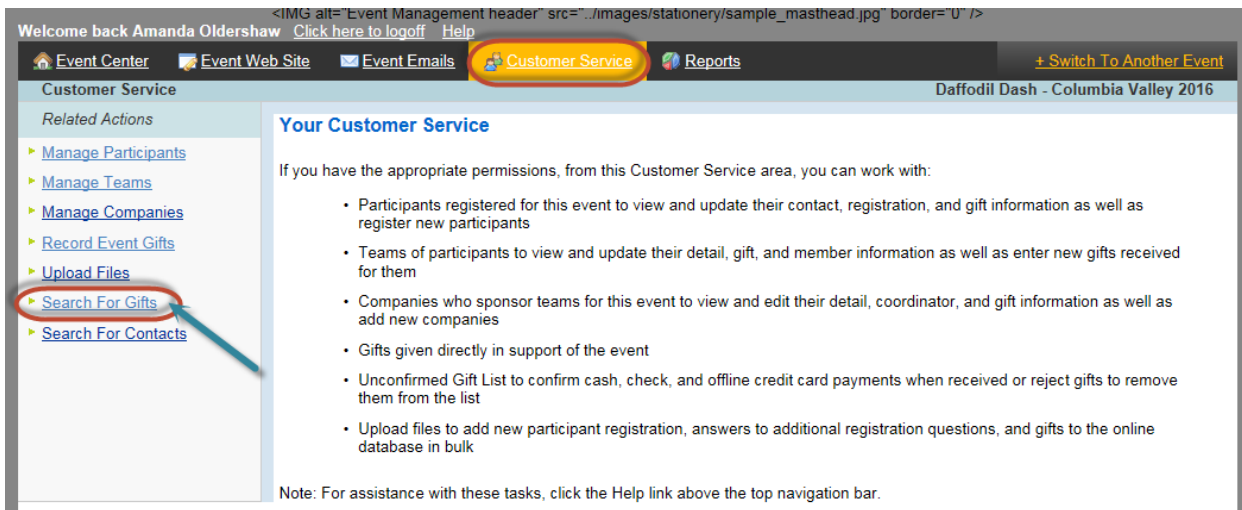 <IMG alt="Event Management header" src="../images/stationery/sample_masthead.jpg" border="0" />
Welcome back Amanda Oldershaw Click here to logoff Help
Event Center Event Web Site Event Emails Customer Service Reports + Switch To Another Event
Customer Service Daffodil Dash - Columbia Valley 2016
Related Actions
Manage Participants
Manage Teams
Manage Companies
Record Event Gifts
Upload Files
Search For Gifts
Search For Contacts
Your Customer Service
If you have the appropriate permissions, from this Customer Service area, you can work with:
• Participants registered for this event to view and update their contact, registration, and gift information as well as
register new participants
• Teams of participants to view and update their detail, gift, and member information as well as enter new gifts received
for them
• Companies who sponsor teams for this event to view and edit their detail, coordinator, and gift information as well as
add new companies
• Gifts given directly in support of the event
• Unconfirmed Gift List to confirm cash, check, and offline credit card payments when received or reject gifts to remove
them from the list
• Upload files to add new participant registration, answers to additional registration questions, and gifts to the online
database in bulk
Note: For assistance with these tasks, click the Help link above the top navigation bar.